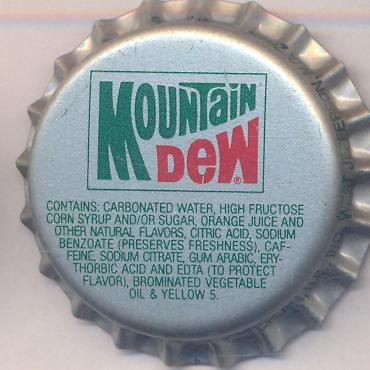 MOUNTAIN
DEW®
CONTAINS: CARBONATED WATER, HIGH FRUCTOSE
CORN SYRUP AND/OR SUGAR, ORANGE JUICE AND
OTHER NATURAL FLAVORS, CITRIC ACID, SODIUM
BENZOATE (PRESERVES FRESHNESS), CAF-
FEINE, SODIUM CITRATE, GUM ARABIC, ERY-
THORBIC ACID AND EDTA (TO PROTECT
FLAVOR), BROMINATED VEGETABLE
OIL & YELLOW 5.